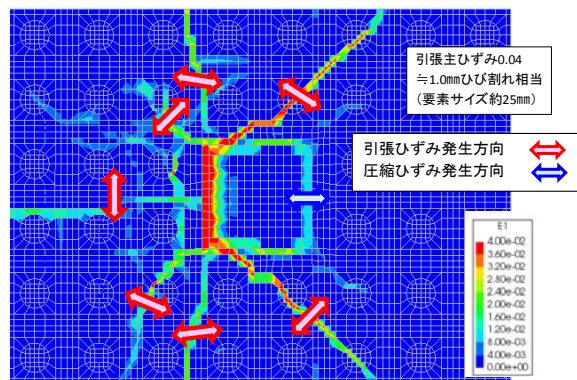 引張主ひずみ0.04
≒1.0㎜ひび割れ相当
（要素サイズ約25㎜）
引張ひずみ発生方向
圧縮ひずみ発生方向
E1
4.00e-02
3.60e-02
3.20e-02
2.80e-02
2.40e-02
2.00e-02
1.60e-02
1.20e-02
8.00e-03
4.00e-03
0.00e+00